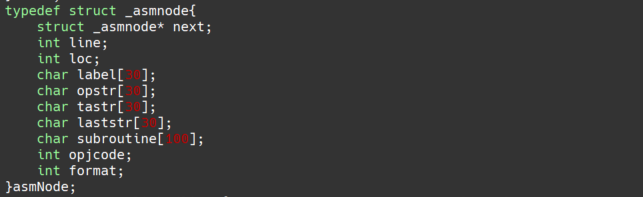 typedef struct _asmnode{
    struct _asmnode* next;
    int line;
    int loc;
    char label[30];
    char opstr[30];
    char tastr[30];
    char laststr[30];
    char subroutine[100];
    int opjcode;
    int format;
}asmNode;